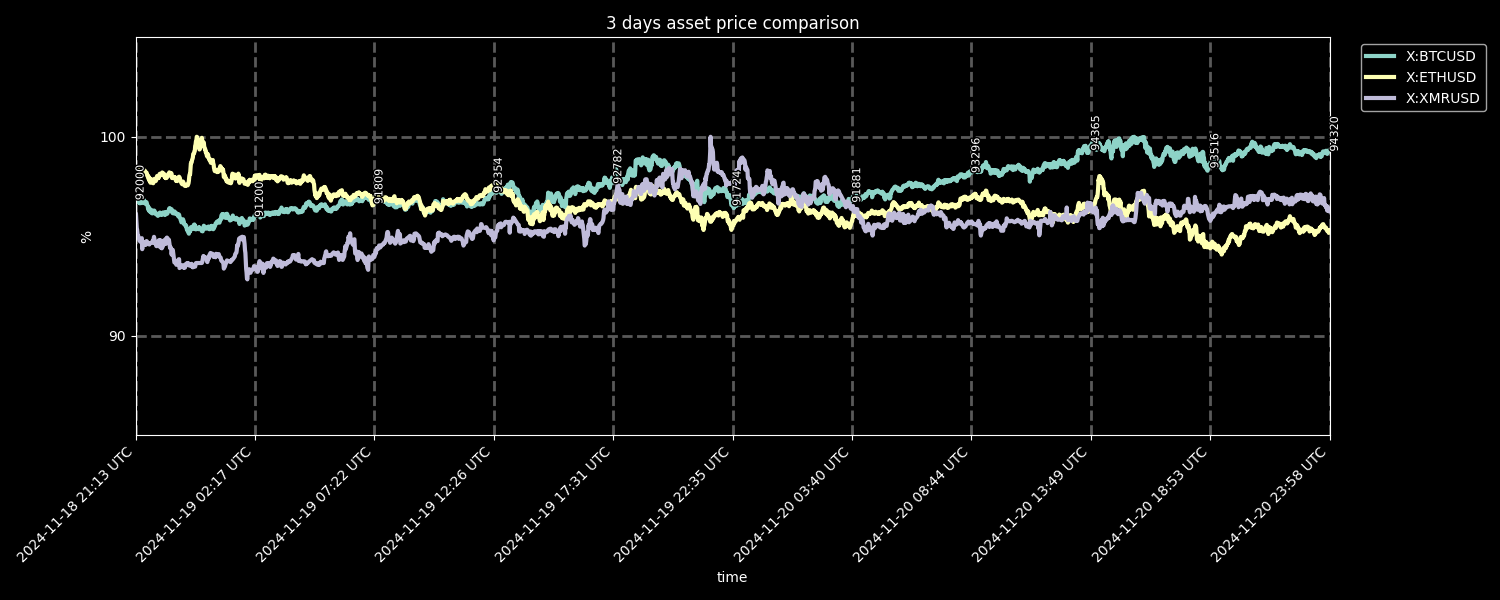 3 days asset price comparison
X:BTCUSD
X:ETHUSD
X:XMRUSD
100
90
%
92000
91200
91809
92354
92782
91724
91881
93296
94365
93516
94320
2024-11-18 21:13 UTC
2024-11-19 02:17 UTC
2024-11-19 07:22 UTC
2024-11-19 12:26 UTC
2024-11-19 17:31 UTC
2024-11-19 22:35 UTC
2024-11-20 03:40 UTC
2024-11-20 08:44 UTC
2024-11-20 13:49 UTC
2024-11-20 18:53 UTC
2024-11-20 23:58 UTC
time